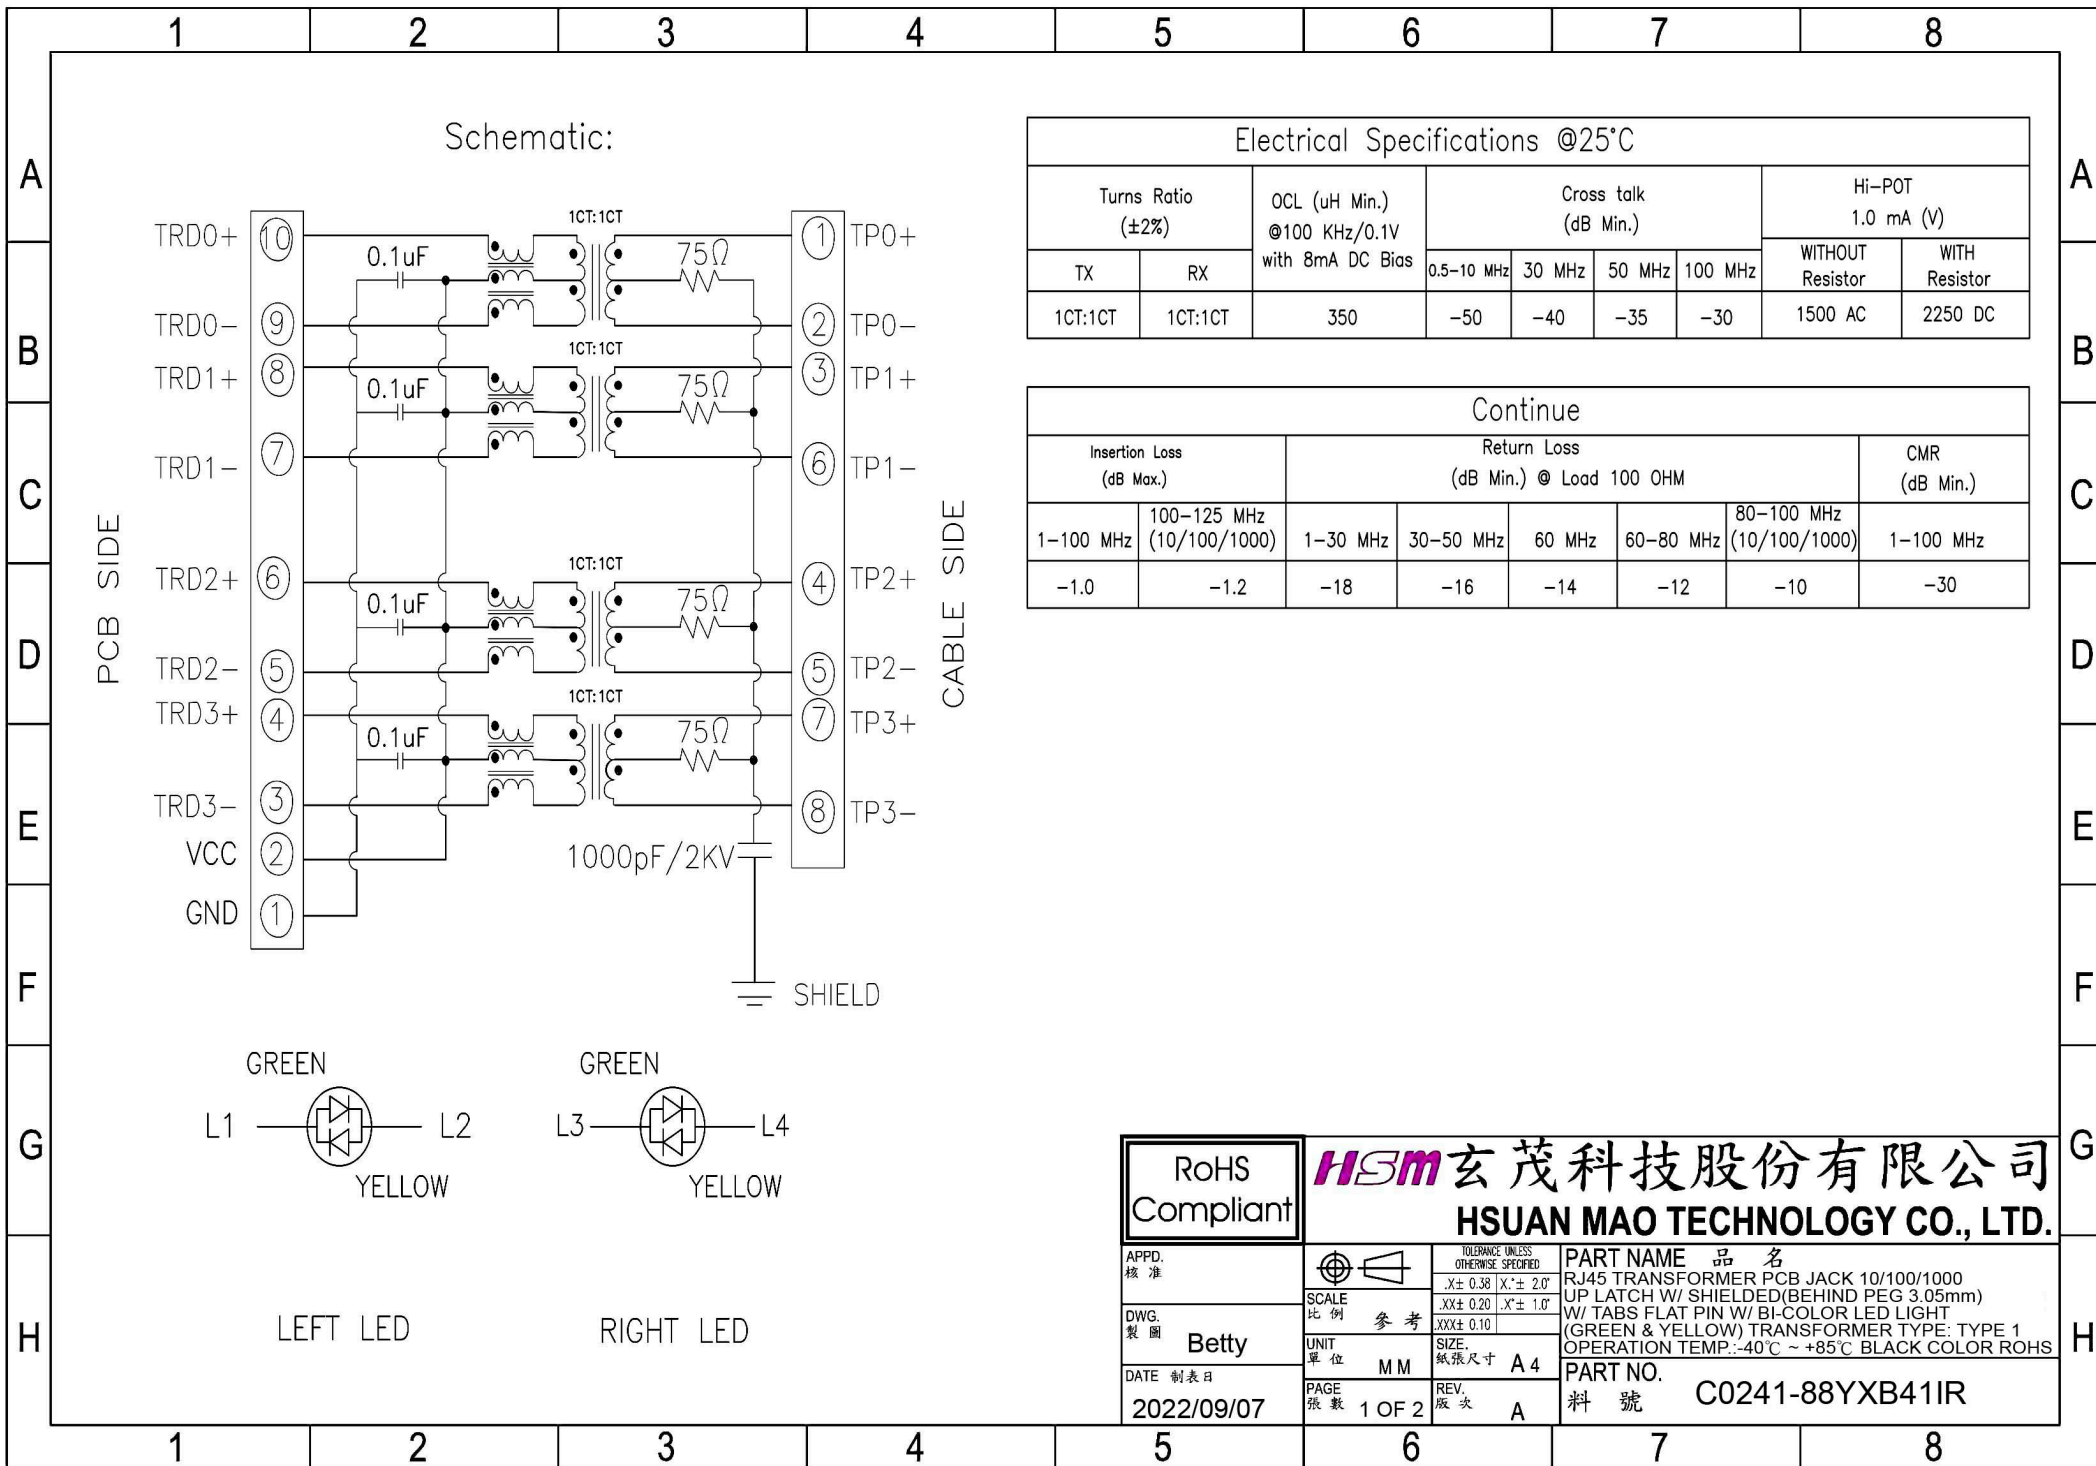 1 2 3 4 5 6 7 8
A
B
C
D
E
F
G
H
Schematic:
PCB SIDE
CABLE SIDE
TRD0+ 10
TRD0- 9
TRD1+ 8
TRD1- 7
TRD2+ 6
TRD2- 5
TRD3+ 4
TRD3- 3
VCC 2
GND 1
1CT:1CT
0.1uF
75Ω
1CT:1CT
0.1uF
75Ω
1CT:1CT
0.1uF
75Ω
1CT:1CT
0.1uF
75Ω
1 TP0+
2 TP0-
3 TP1+
6 TP1-
4 TP2+
5 TP2-
7 TP3+
8 TP3-
1000pF/2KV
SHIELD
GREEN
L1 L2
YELLOW
LEFT LED
GREEN
L3 L4
YELLOW
RIGHT LED
Electrical Specifications @25°C
Turns Ratio
(±2%)
OCL (uH Min.)
@100 KHz/0.1V
with 8mA DC Bias
Cross talk
(dB Min.)
Hi-POT
1.0 mA (V)
TX RX 0.5-10 MHz 30 MHz 50 MHz 100 MHz
WITHOUT
Resistor
WITH
Resistor
1CT:1CT 1CT:1CT 350 -50 -40 -35 -30 1500 AC 2250 DC
Continue
Insertion Loss
(dB Max.)
Return Loss
(dB Min.) @ Load 100 OHM
CMR
(dB Min.)
1-100 MHz
100-125 MHz
(10/100/1000)
1-30 MHz 30-50 MHz 60 MHz 60-80 MHz
80-100 MHz
(10/100/1000)
1-100 MHz
-1.0 -1.2 -18 -16 -14 -12 -10 -30
RoHS
Compliant
HSM 玄茂科技股份有限公司
HSUAN MAO TECHNOLOGY CO., LTD.
APPD.
核 准
DWG.
製 圖 Betty
DATE 制表日
2022/09/07
SCALE
比 例 參 考
UNIT
單 位 MM
PAGE
張 數 1 OF 2
TOLERANCE UNLESS
OTHERWISE SPECIFIED
.X± 0.38 X.°± 2.0°
.XX± 0.20 .X°± 1.0°
.XXX± 0.10
SIZE.
紙張尺寸 A4
REV.
版 次 A
PART NAME 品 名
RJ45 TRANSFORMER PCB JACK 10/100/1000
UP LATCH W/ SHIELDED(BEHIND PEG 3.05mm)
W/ TABS FLAT PIN W/ BI-COLOR LED LIGHT
(GREEN & YELLOW) TRANSFORMER TYPE: TYPE 1
OPERATION TEMP.:-40℃ ~ +85℃ BLACK COLOR ROHS
PART NO.
料 號 C0241-88YXB41IR
A
B
C
D
E
F
G
H
1 2 3 4 5 6 7 8